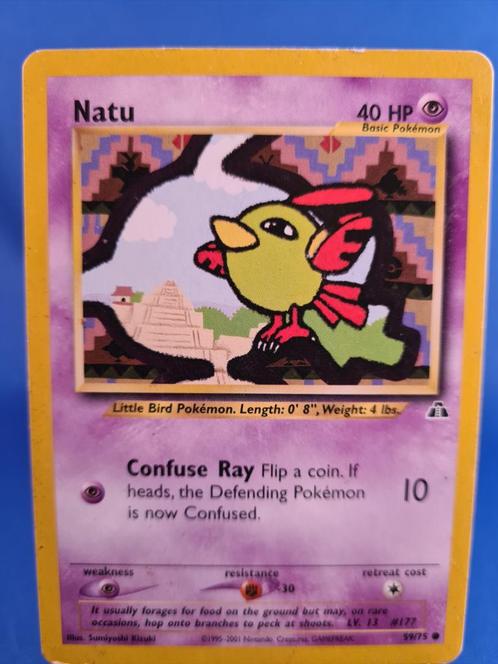 Natu
40 HP
Basic Pokémon
Little Bird Pokémon. Length: 0' 8", Weight: 4 lbs.
Confuse Ray Flip a coin. If
heads, the Defending Pokémon
is now Confused.
10
weakness resistance retreat cost
-30
It usually forages for food on the ground but may, on rare
occasions, hop onto branches to peck at shoots. LV. 13 #177
Illus. Sumiyoshi Kizuki ©1995-2001 Nintendo, Creatures, GAMEFREAK. 59/75